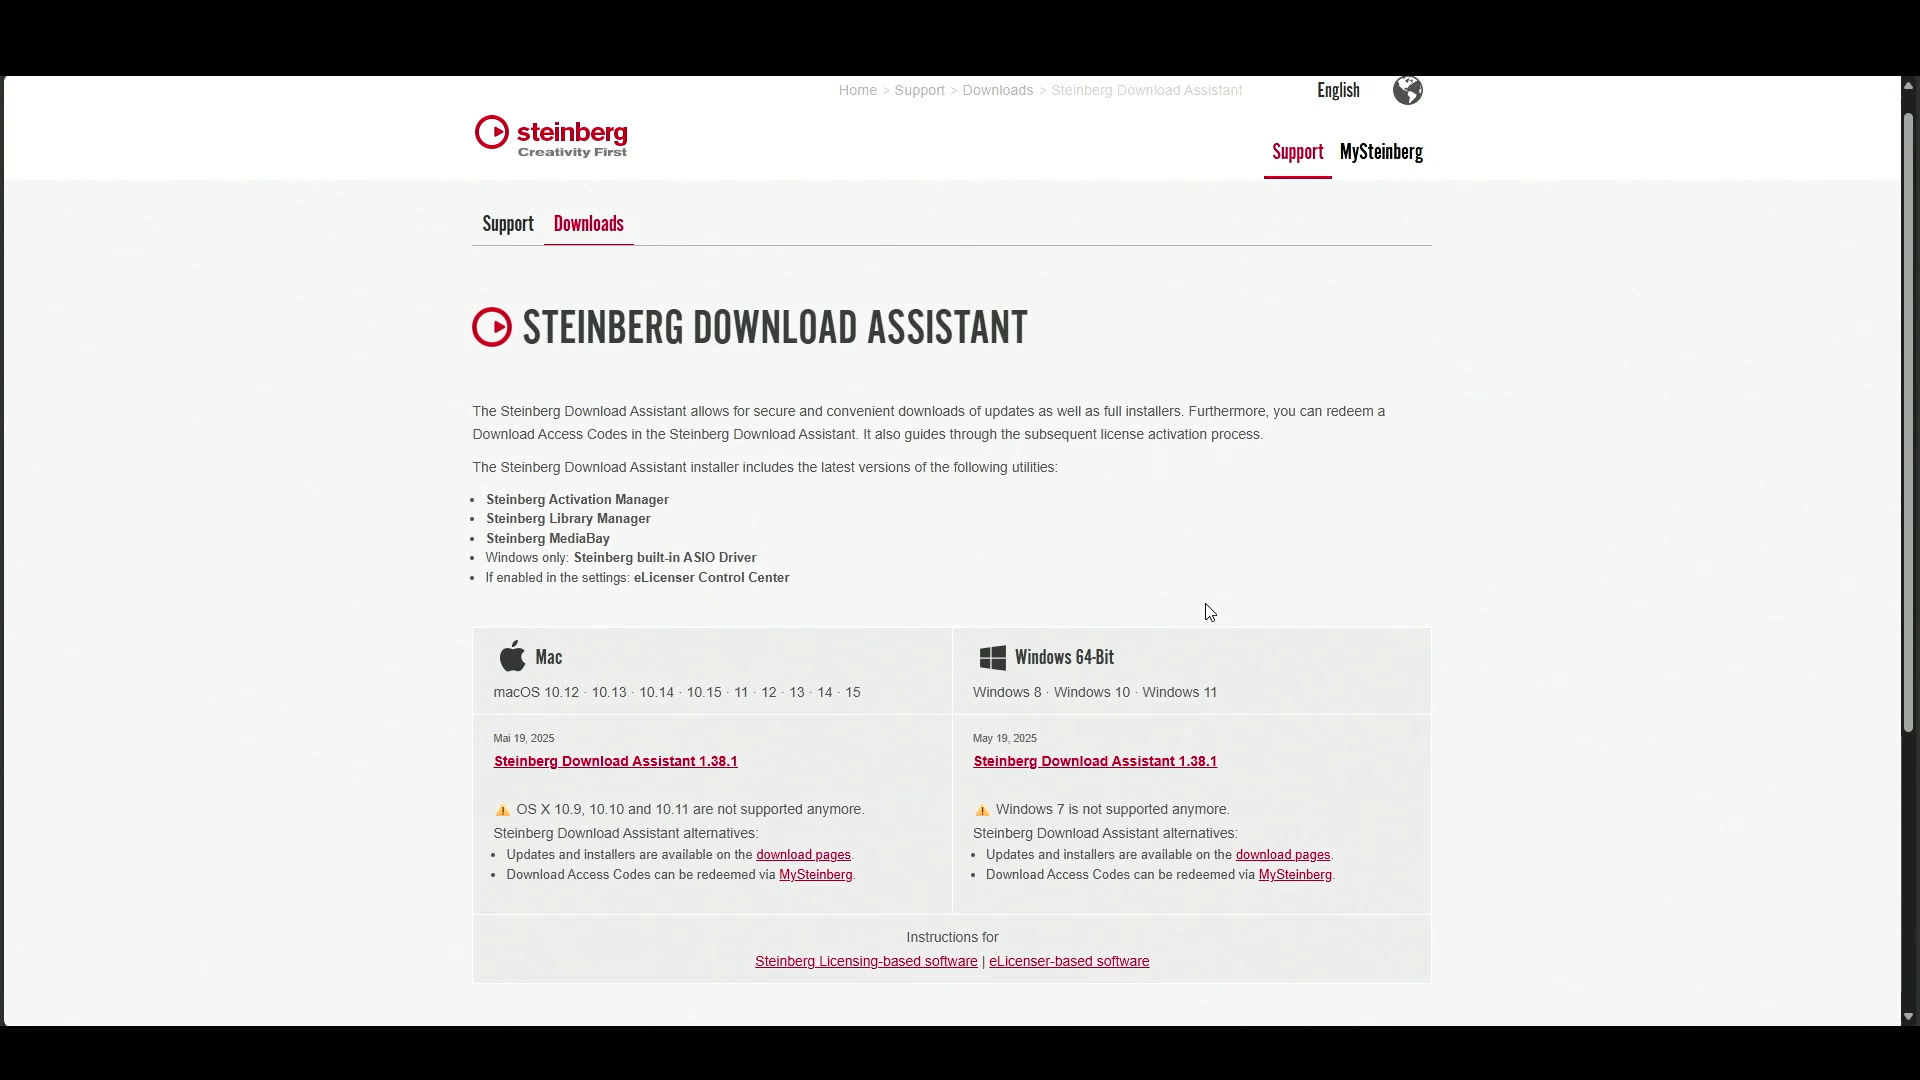 Home > Support > Downloads > Steinberg Download Assistant
English
steinberg
Creativity First
Support MySteinberg
Support Downloads
STEINBERG DOWNLOAD ASSISTANT
The Steinberg Download Assistant allows for secure and convenient downloads of updates as well as full installers. Furthermore, you can redeem a
Download Access Codes in the Steinberg Download Assistant. It also guides through the subsequent license activation process.
The Steinberg Download Assistant installer includes the latest versions of the following utilities:
• Steinberg Activation Manager
• Steinberg Library Manager
• Steinberg MediaBay
• Windows only: Steinberg built-in ASIO Driver
• If enabled in the settings: eLicenser Control Center
Mac
macOS 10.12 · 10.13 · 10.14 · 10.15 · 11 · 12 · 13 · 14 · 15
Mai 19, 2025
Steinberg Download Assistant 1.38.1
OS X 10.9, 10.10 and 10.11 are not supported anymore.
Steinberg Download Assistant alternatives:
• Updates and installers are available on the download pages.
• Download Access Codes can be redeemed via MySteinberg.
Windows 64-Bit
Windows 8 · Windows 10 · Windows 11
May 19, 2025
Steinberg Download Assistant 1.38.1
Windows 7 is not supported anymore.
Steinberg Download Assistant alternatives:
• Updates and installers are available on the download pages.
• Download Access Codes can be redeemed via MySteinberg.
Instructions for
Steinberg Licensing-based software | eLicenser-based software